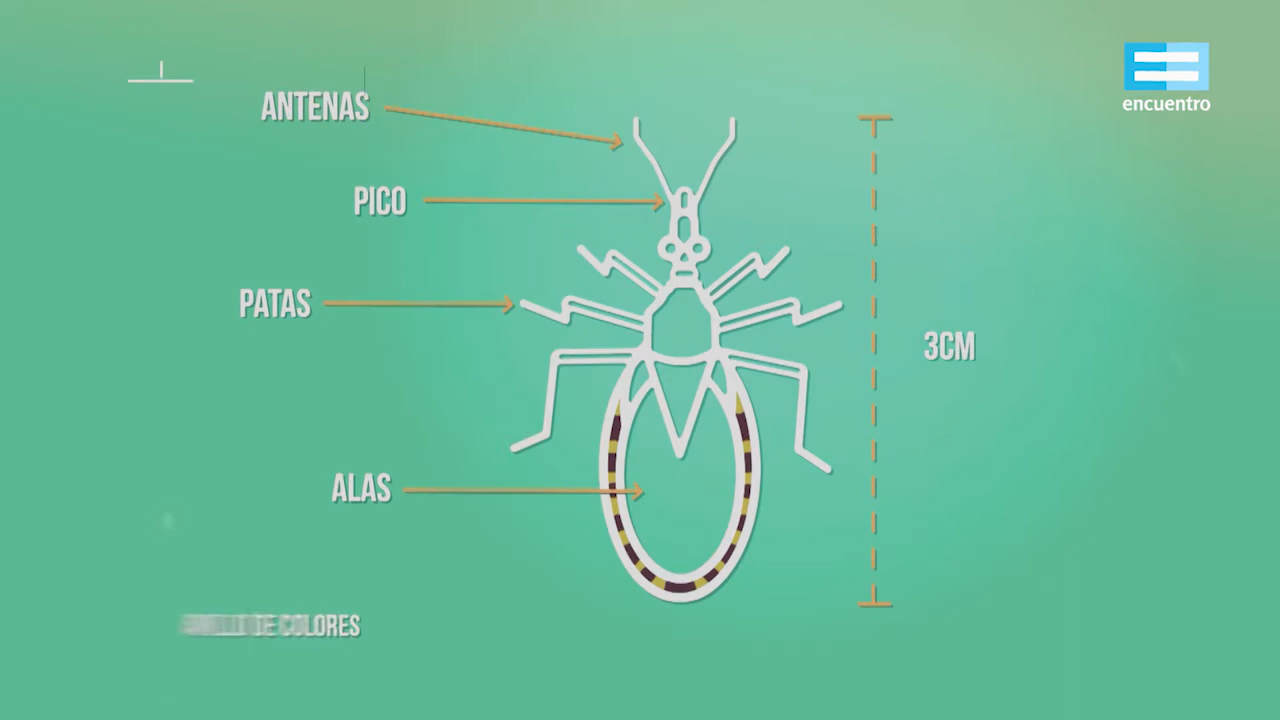 encuentro
ANTENAS
PICO
PATAS
3CM
ALAS
DE COLORES